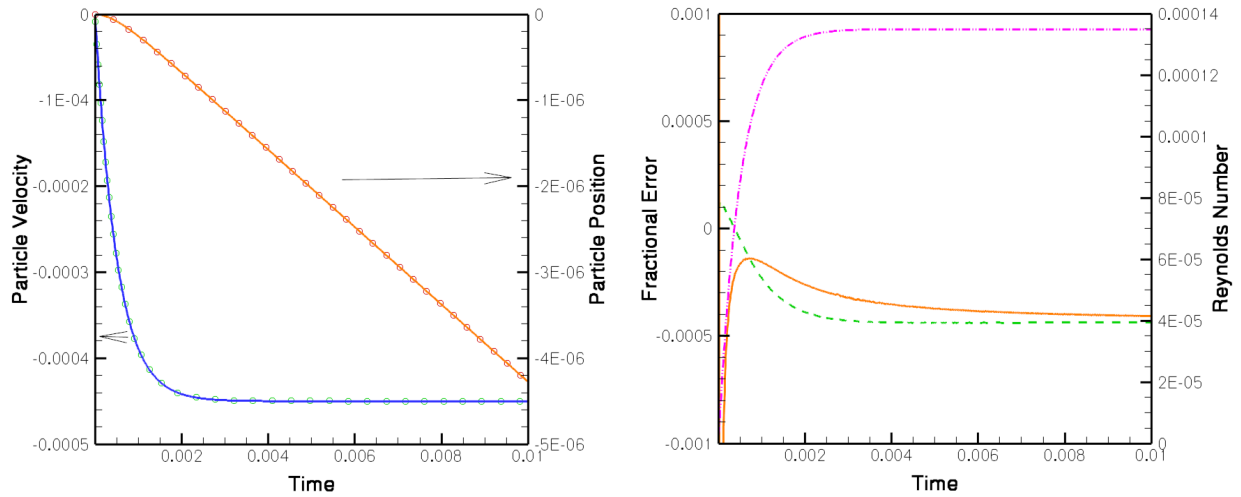 0
-1E-04
-0.0002
-0.0003
-0.0004
-0.0005
Particle Velocity
0.002
0.004
0.006
0.008
0.01
Time
0
-1E-06
-2E-06
-3E-06
-4E-06
-5E-06
Particle Position
0.001
0.0005
0
-0.0005
-0.001
Fractional Error
0.002
0.004
0.006
0.008
0.01
Time
0.00014
0.00012
0.0001
8E-05
6E-05
4E-05
2E-05
0
Reynolds Number